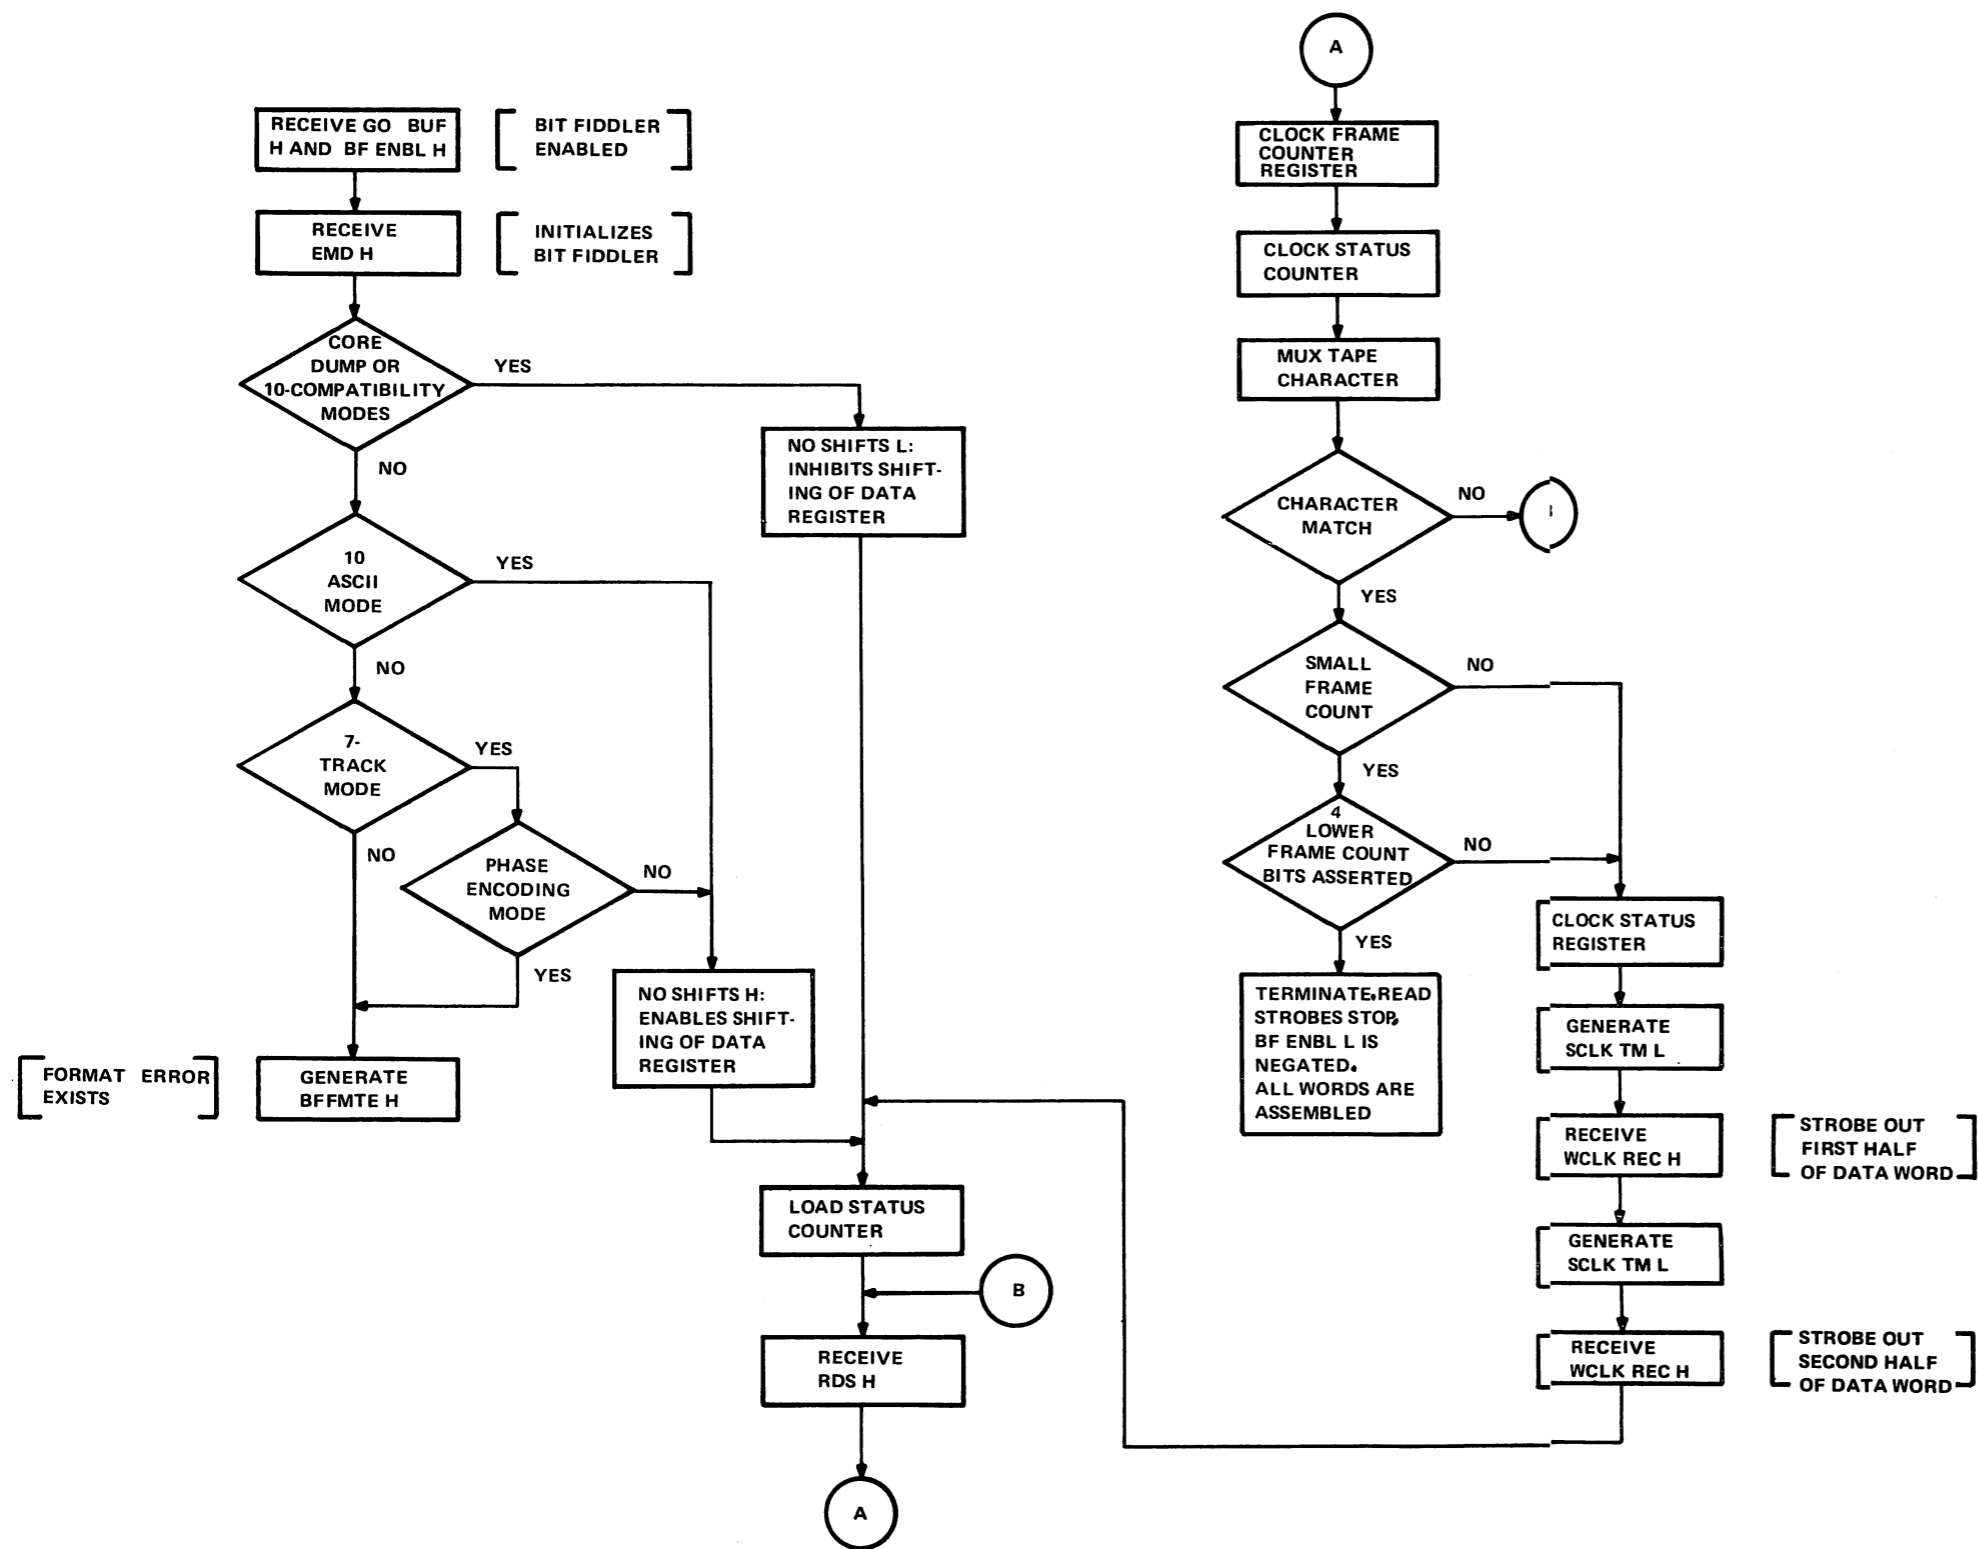 RECEIVE GO BUF
H AND BF ENBL H
BIT FIDDLER
ENABLED
RECEIVE
EMD H
INITIALIZES
BIT FIDDLER
CORE
DUMP OR
10-COMPATIBILITY
MODES
YES
NO
NO SHIFTS L:
INHIBITS SHIFT-
ING OF DATA
REGISTER
10
ASCII
MODE
YES
NO
7-
TRACK
MODE
YES
NO
PHASE
ENCODING
MODE
NO
YES
NO SHIFTS H:
ENABLES SHIFT-
ING OF DATA
REGISTER
FORMAT ERROR
EXISTS
GENERATE
BFFMTE H
LOAD STATUS
COUNTER
B
RECEIVE
RDS H
A
A
CLOCK FRAME
COUNTER
REGISTER
CLOCK STATUS
COUNTER
MUX TAPE
CHARACTER
CHARACTER
MATCH
NO
YES
SMALL
FRAME
COUNT
NO
YES
4
LOWER
FRAME COUNT
BITS ASSERTED
NO
YES
TERMINATE, READ
STROBES STOP,
BF ENBL L IS
NEGATED.
ALL WORDS ARE
ASSEMBLED
CLOCK STATUS
REGISTER
GENERATE
SCLK TM L
RECEIVE
WCLK REC H
STROBE OUT
FIRST HALF
OF DATA WORD
GENERATE
SCLK TM L
RECEIVE
WCLK REC H
STROBE OUT
SECOND HALF
OF DATA WORD